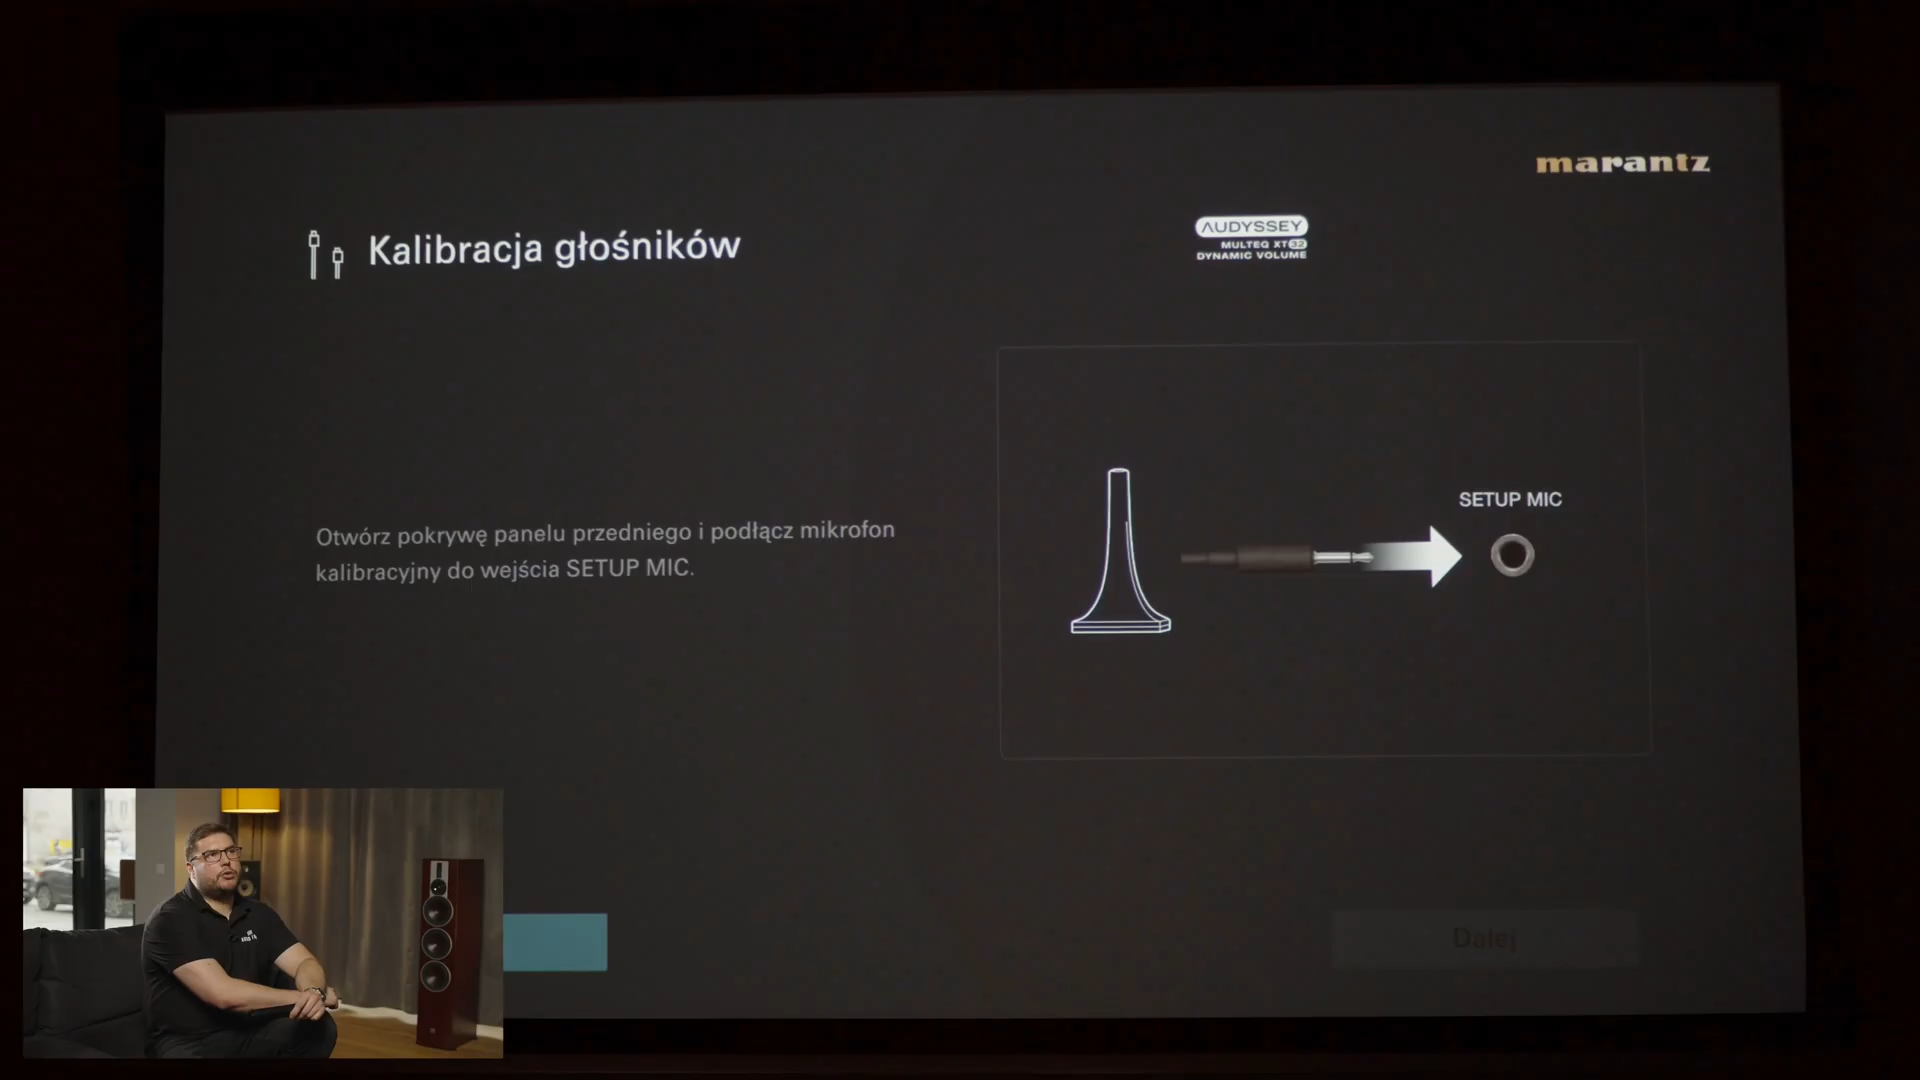 marantz
Kalibracja głośników
AUDYSSEY
MULTEQ XT32
DYNAMIC VOLUME
Otwórz pokrywę panelu przedniego i podłącz mikrofon
kalibracyjny do wejścia SETUP MIC.
SETUP MIC
Dalej